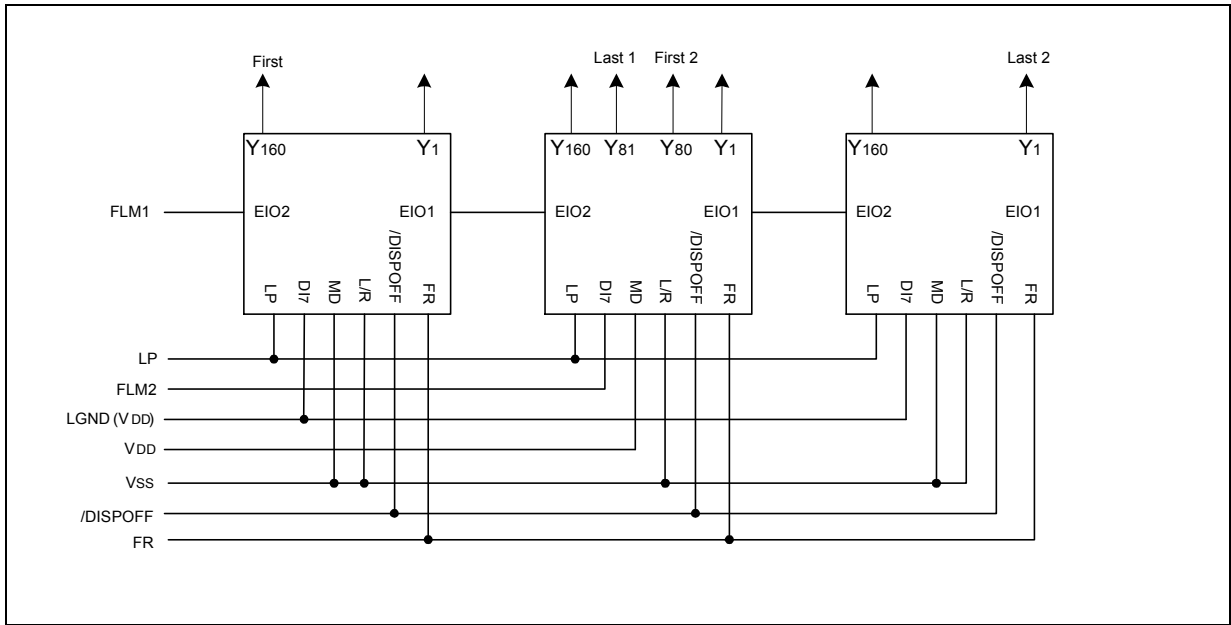 First
Last 1 First 2
Last 2
Y160 Y1
Y160 Y81 Y80 Y1
Y160 Y1
FLM1
EIO2 EIO1
EIO2 EIO1
EIO2 EIO1
LP DI7 MD L/R /DISPOFF FR
LP DI7 MD L/R /DISPOFF FR
LP DI7 MD L/R /DISPOFF FR
LP
FLM2
LGND (VDD)
VDD
VSS
/DISPOFF
FR